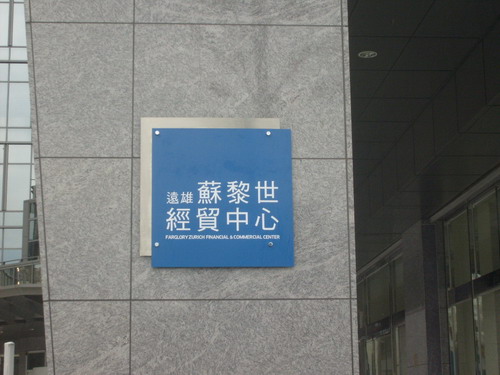 遠雄 蘇黎世
經貿中心
FARGLORY ZURICH FINANCIAL & COMMERCIAL CENTER